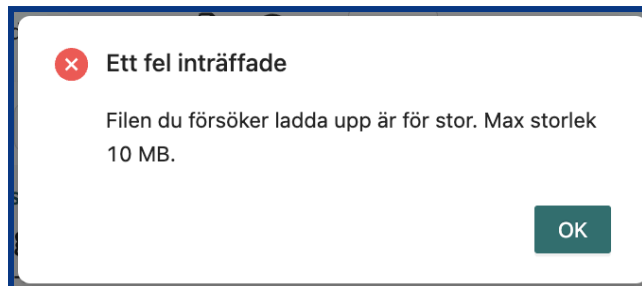 Ett fel inträffade
Filen du försöker ladda upp är för stor. Max storlek
10 MB.
OK